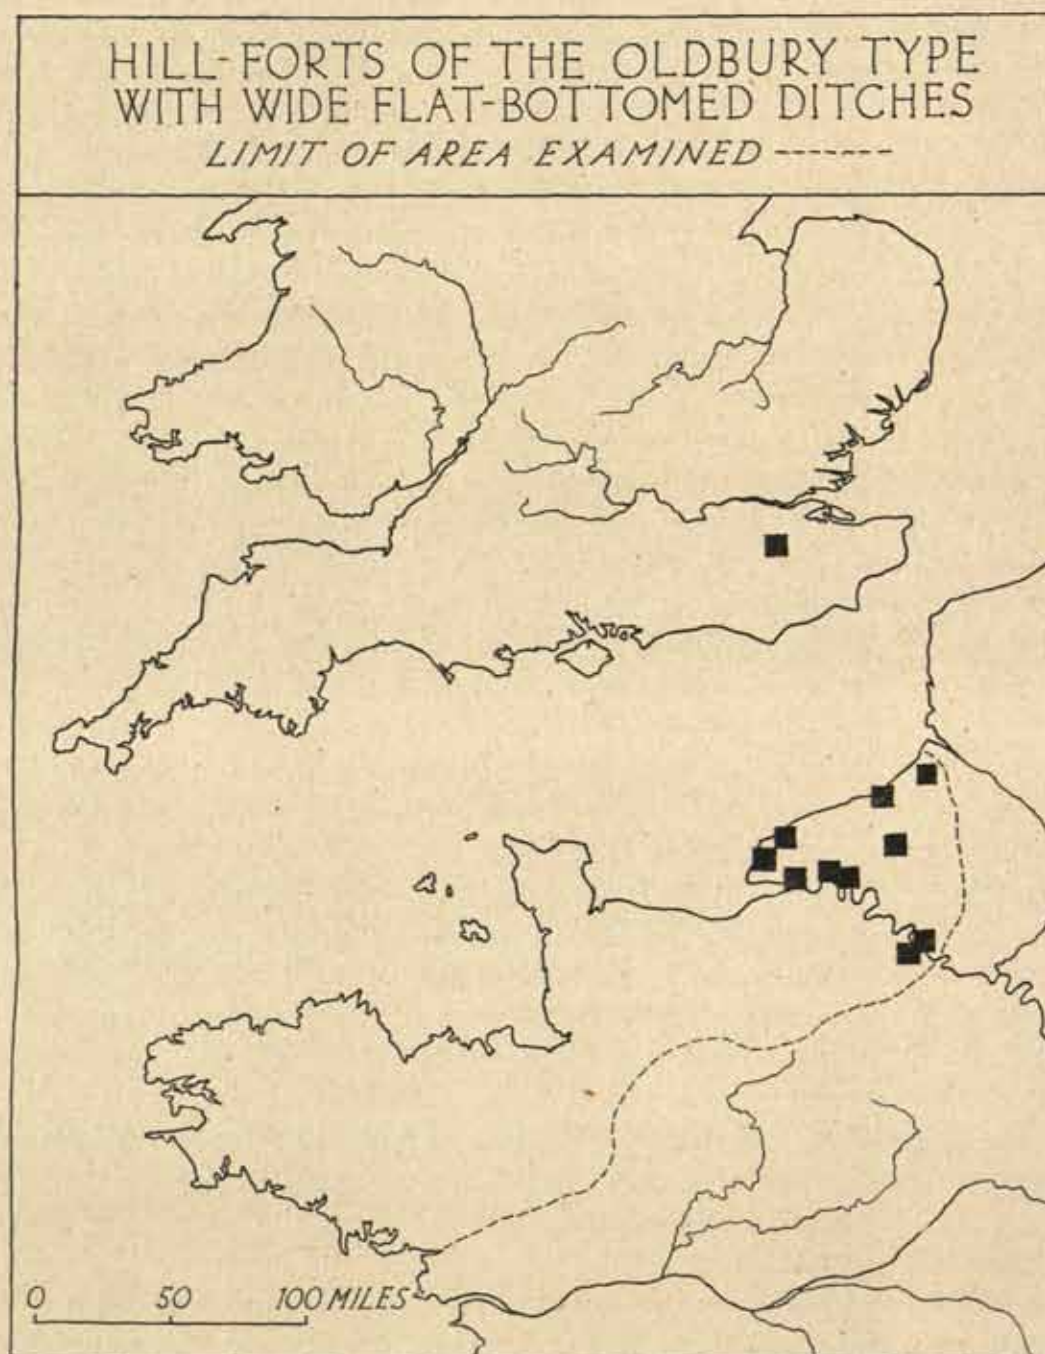 HILL-FORTS OF THE OLDBURY TYPE
WITH WIDE FLAT-BOTTOMED DITCHES
LIMIT OF AREA EXAMINED -------
0 50 100 MILES